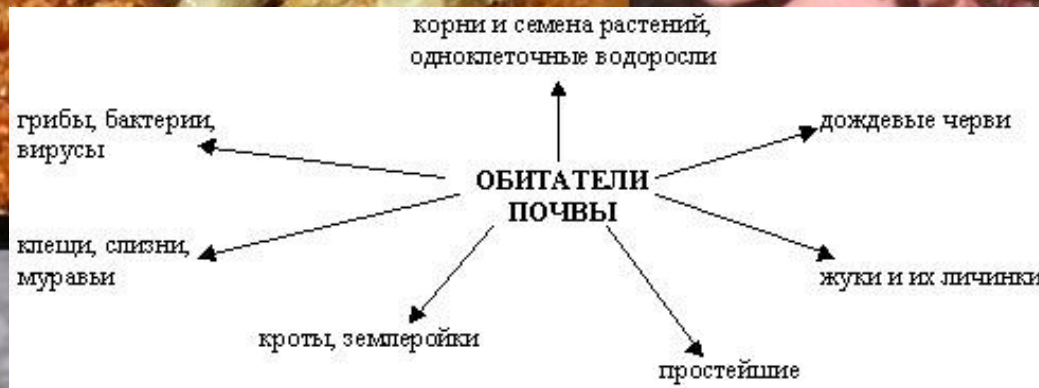 корни и семена растений,
одноклеточные водоросли
грибы, бактерии,
вирусы
дождевые черви
ОБИТАТЕЛИ
ПОЧВЫ
клещи, слизни,
муравьи
жуки и их личинки
кроты, землеройки
простейшие